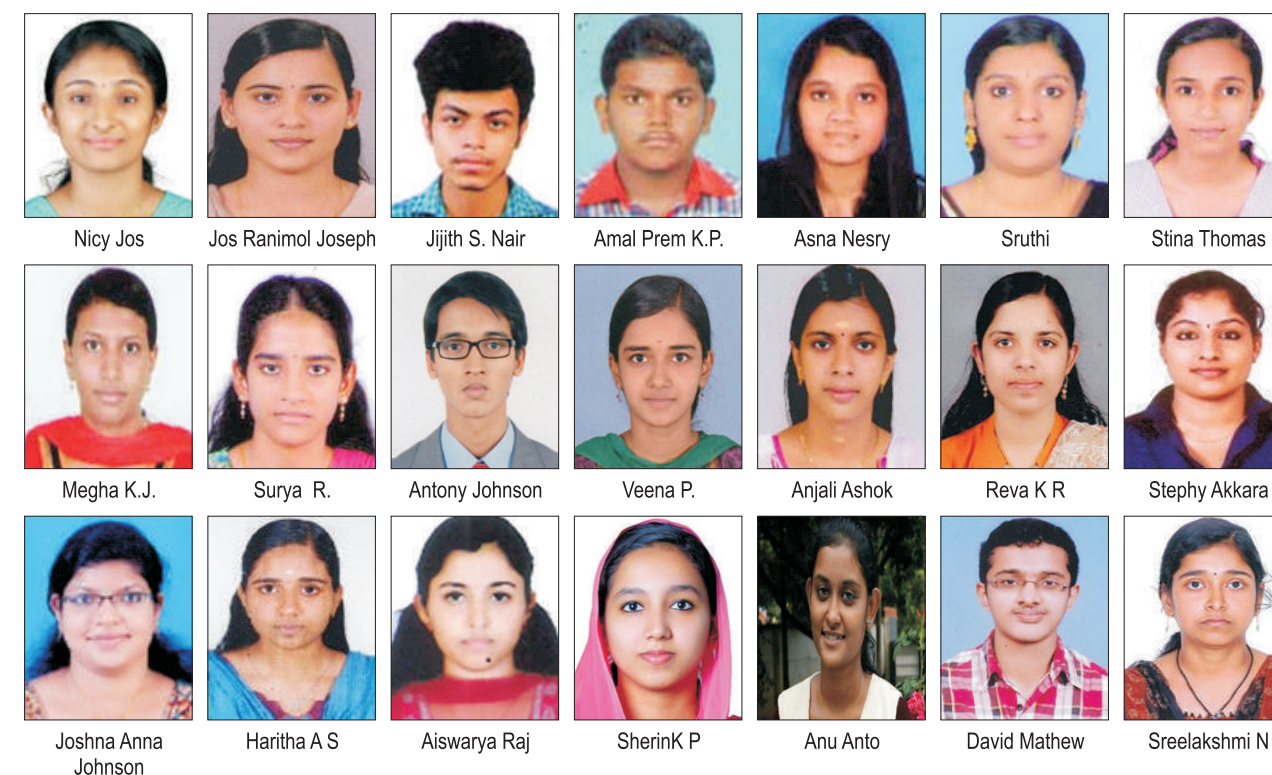 Nicy Jos
Jos Ranimol Joseph
Jijith S. Nair
Amal Prem K.P.
Asna Nesry
Sruthi
Stina Thomas
Megha K.J.
Surya R.
Antony Johnson
Veena P.
Anjali Ashok
Reva K R
Stephy Akkara
Joshna Anna
Johnson
Haritha A S
Aiswarya Raj
SherinK P
Anu Anto
David Mathew
Sreelakshmi N